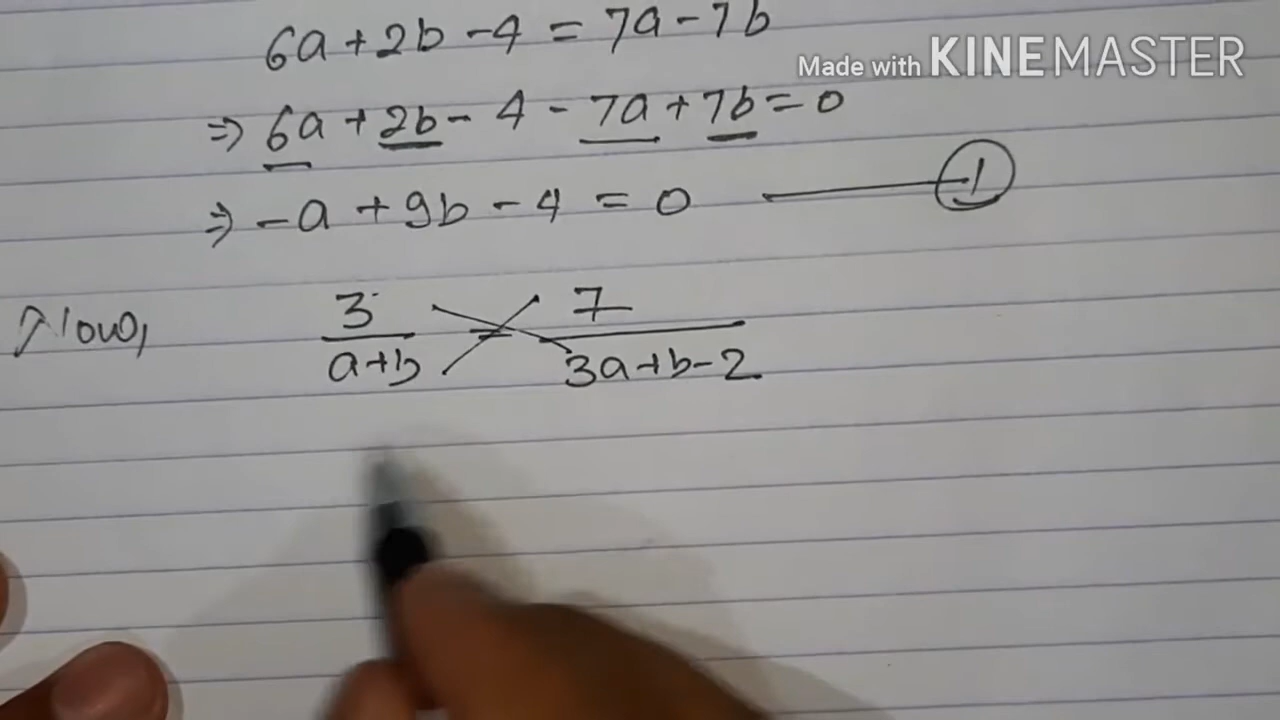 6a + 2b - 4 = 7a - 7b
Made with KINEMASTER
⇒ 6a + 2b - 4 - 7a + 7b = 0
⇒ -a + 9b - 4 = 0 ——— ①
Now, 3/(a+b) = 7/(3a+b-2)